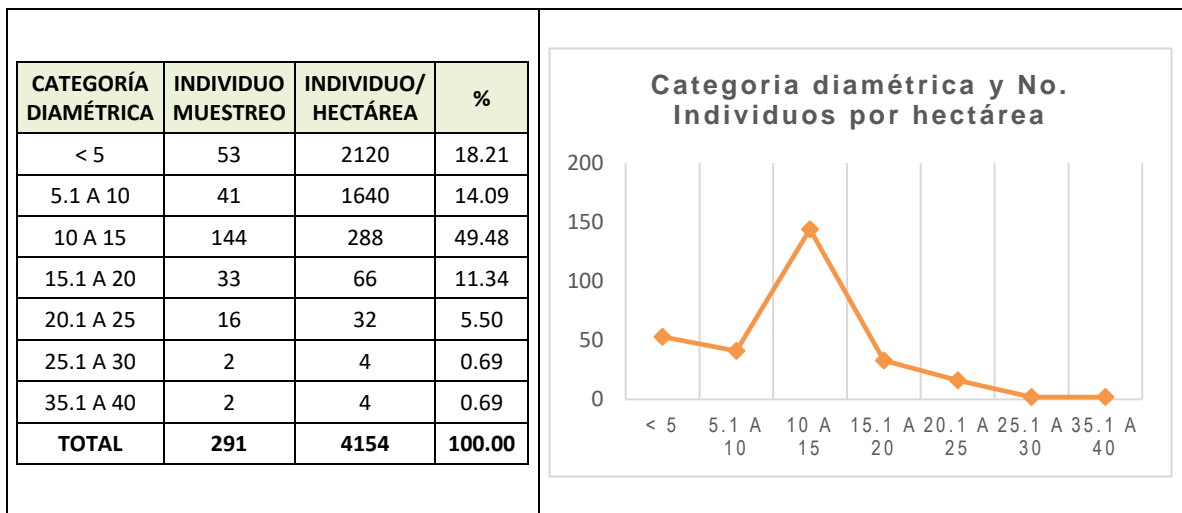 CATEGORÍA DIAMÉTRICA INDIVIDUO MUESTREO INDIVIDUO/ HECTÁREA %
< 5 53 2120 18.21
5.1 A 10 41 1640 14.09
10 A 15 144 288 49.48
15.1 A 20 33 66 11.34
20.1 A 25 16 32 5.50
25.1 A 30 2 4 0.69
35.1 A 40 2 4 0.69
TOTAL 291 4154 100.00
Categoria diamétrica y No.
Individuos por hectárea
200
150
100
50
0
< 5 5.1 A 10 A 15.1 A 20.1 A 25.1 A 35.1 A
10 15 20 25 30 40